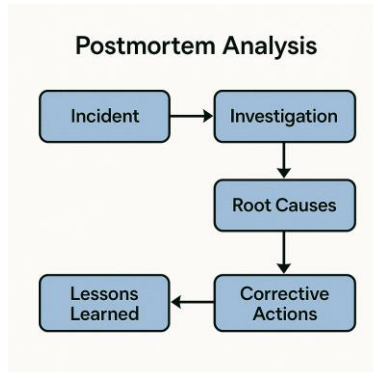 Postmortem Analysis
Incident
Investigation
Root Causes
Corrective
Actions
Lessons
Learned